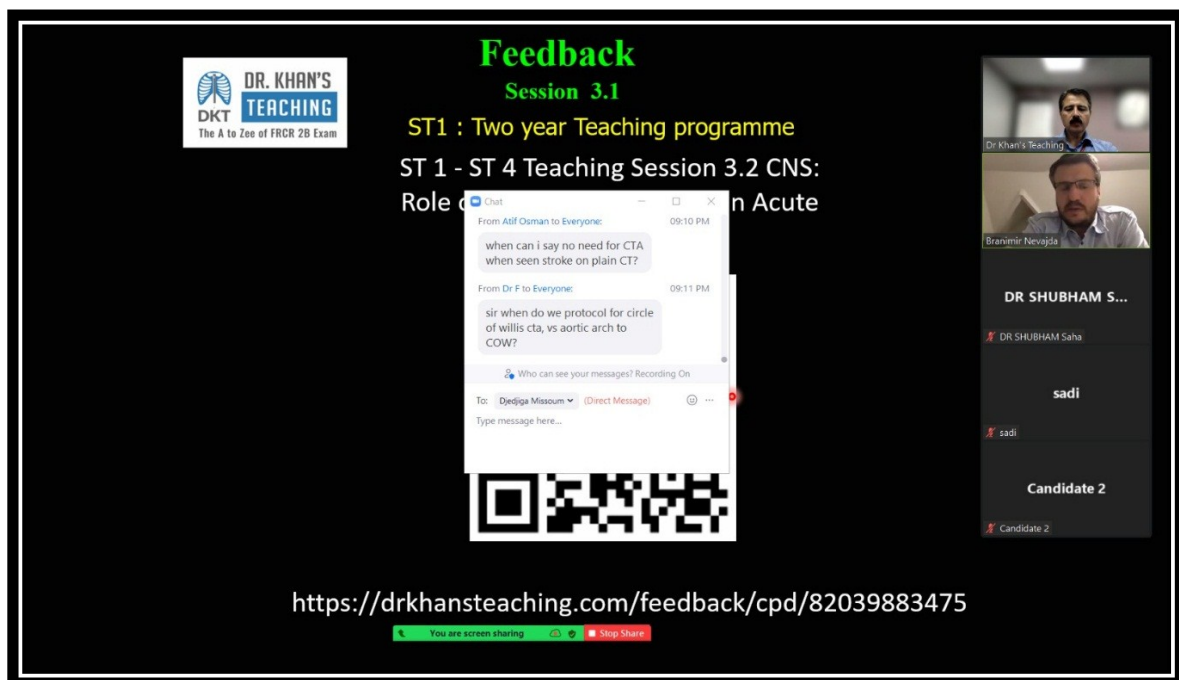 DR. KHAN'S
TEACHING
DKT
The A to Zee of FRCR 2B Exam
Feedback
Session 3.1
ST1 : Two year Teaching programme
ST 1 - ST 4 Teaching Session 3.2 CNS:
Role
n Acute
Chat
From Atif Osman to Everyone: 09:10 PM
when can i say no need for CTA
when seen stroke on plain CT?
From Dr F to Everyone: 09:11 PM
sir when do we protocol for circle
of willis cta, vs aortic arch to
COW?
Who can see your messages? Recording On
To: Djedjiga Missoum (Direct Message)
Type message here...
https://drkhansteaching.com/feedback/cpd/82039883475
You are screen sharing Stop Share
Dr Khan's Teaching
Branimir Nevajda
DR SHUBHAM S...
DR SHUBHAM Saha
sadi
sadi
Candidate 2
Candidate 2